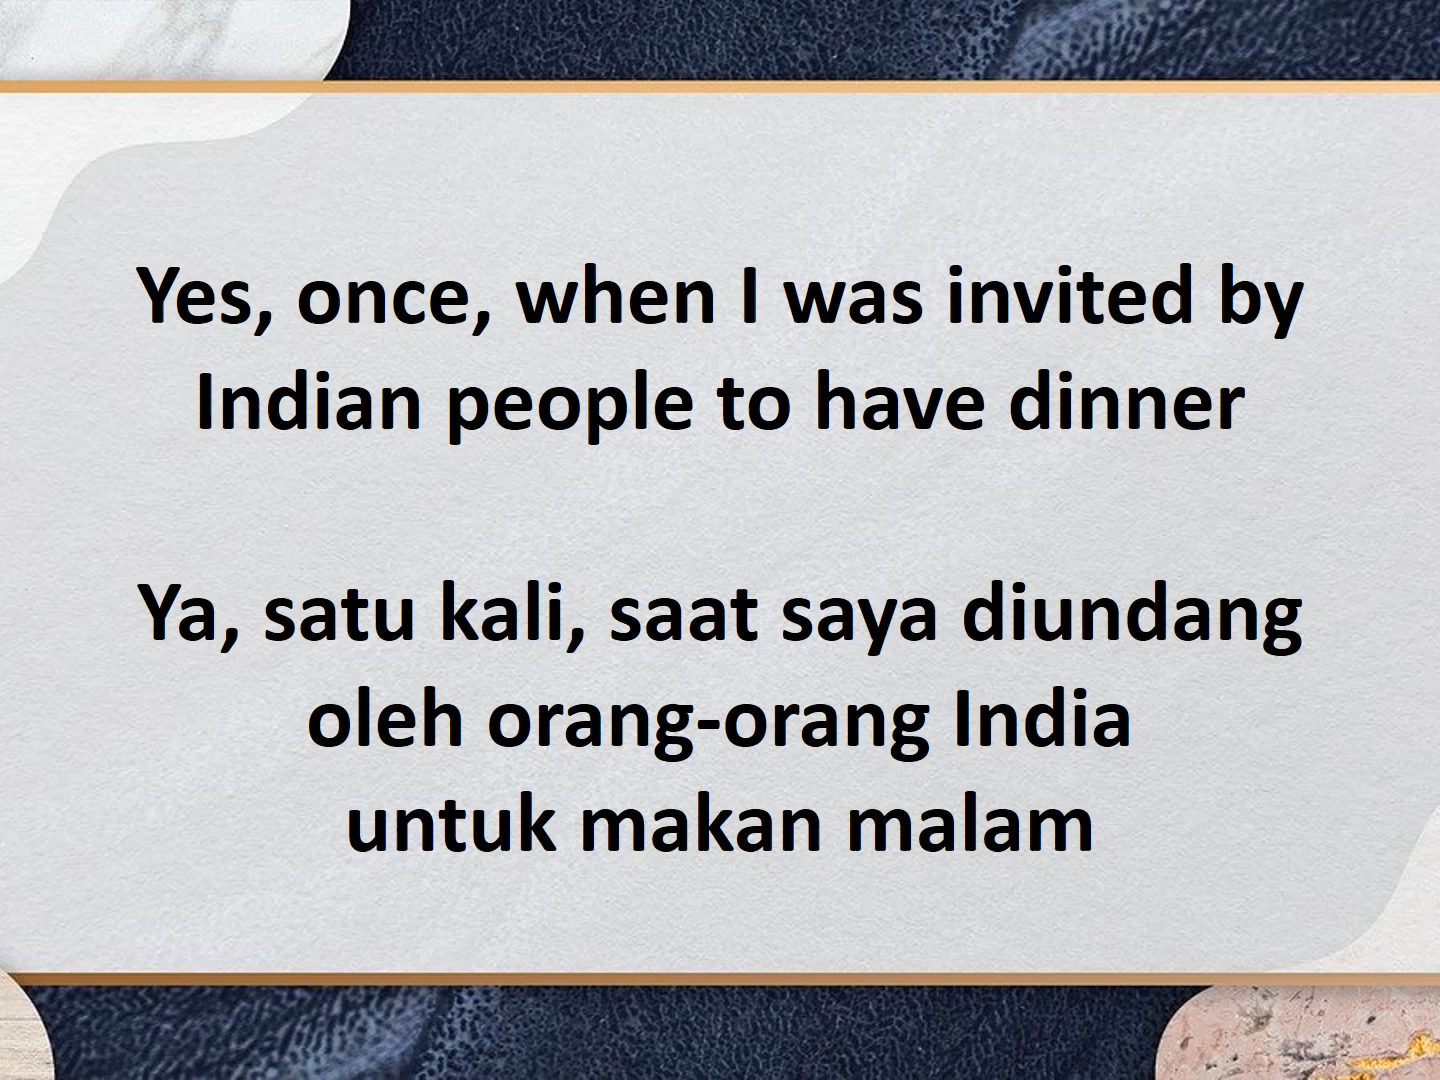 Yes, once, when I was invited by
Indian people to have dinner
Ya, satu kali, saat saya diundang
oleh orang-orang India
untuk makan malam